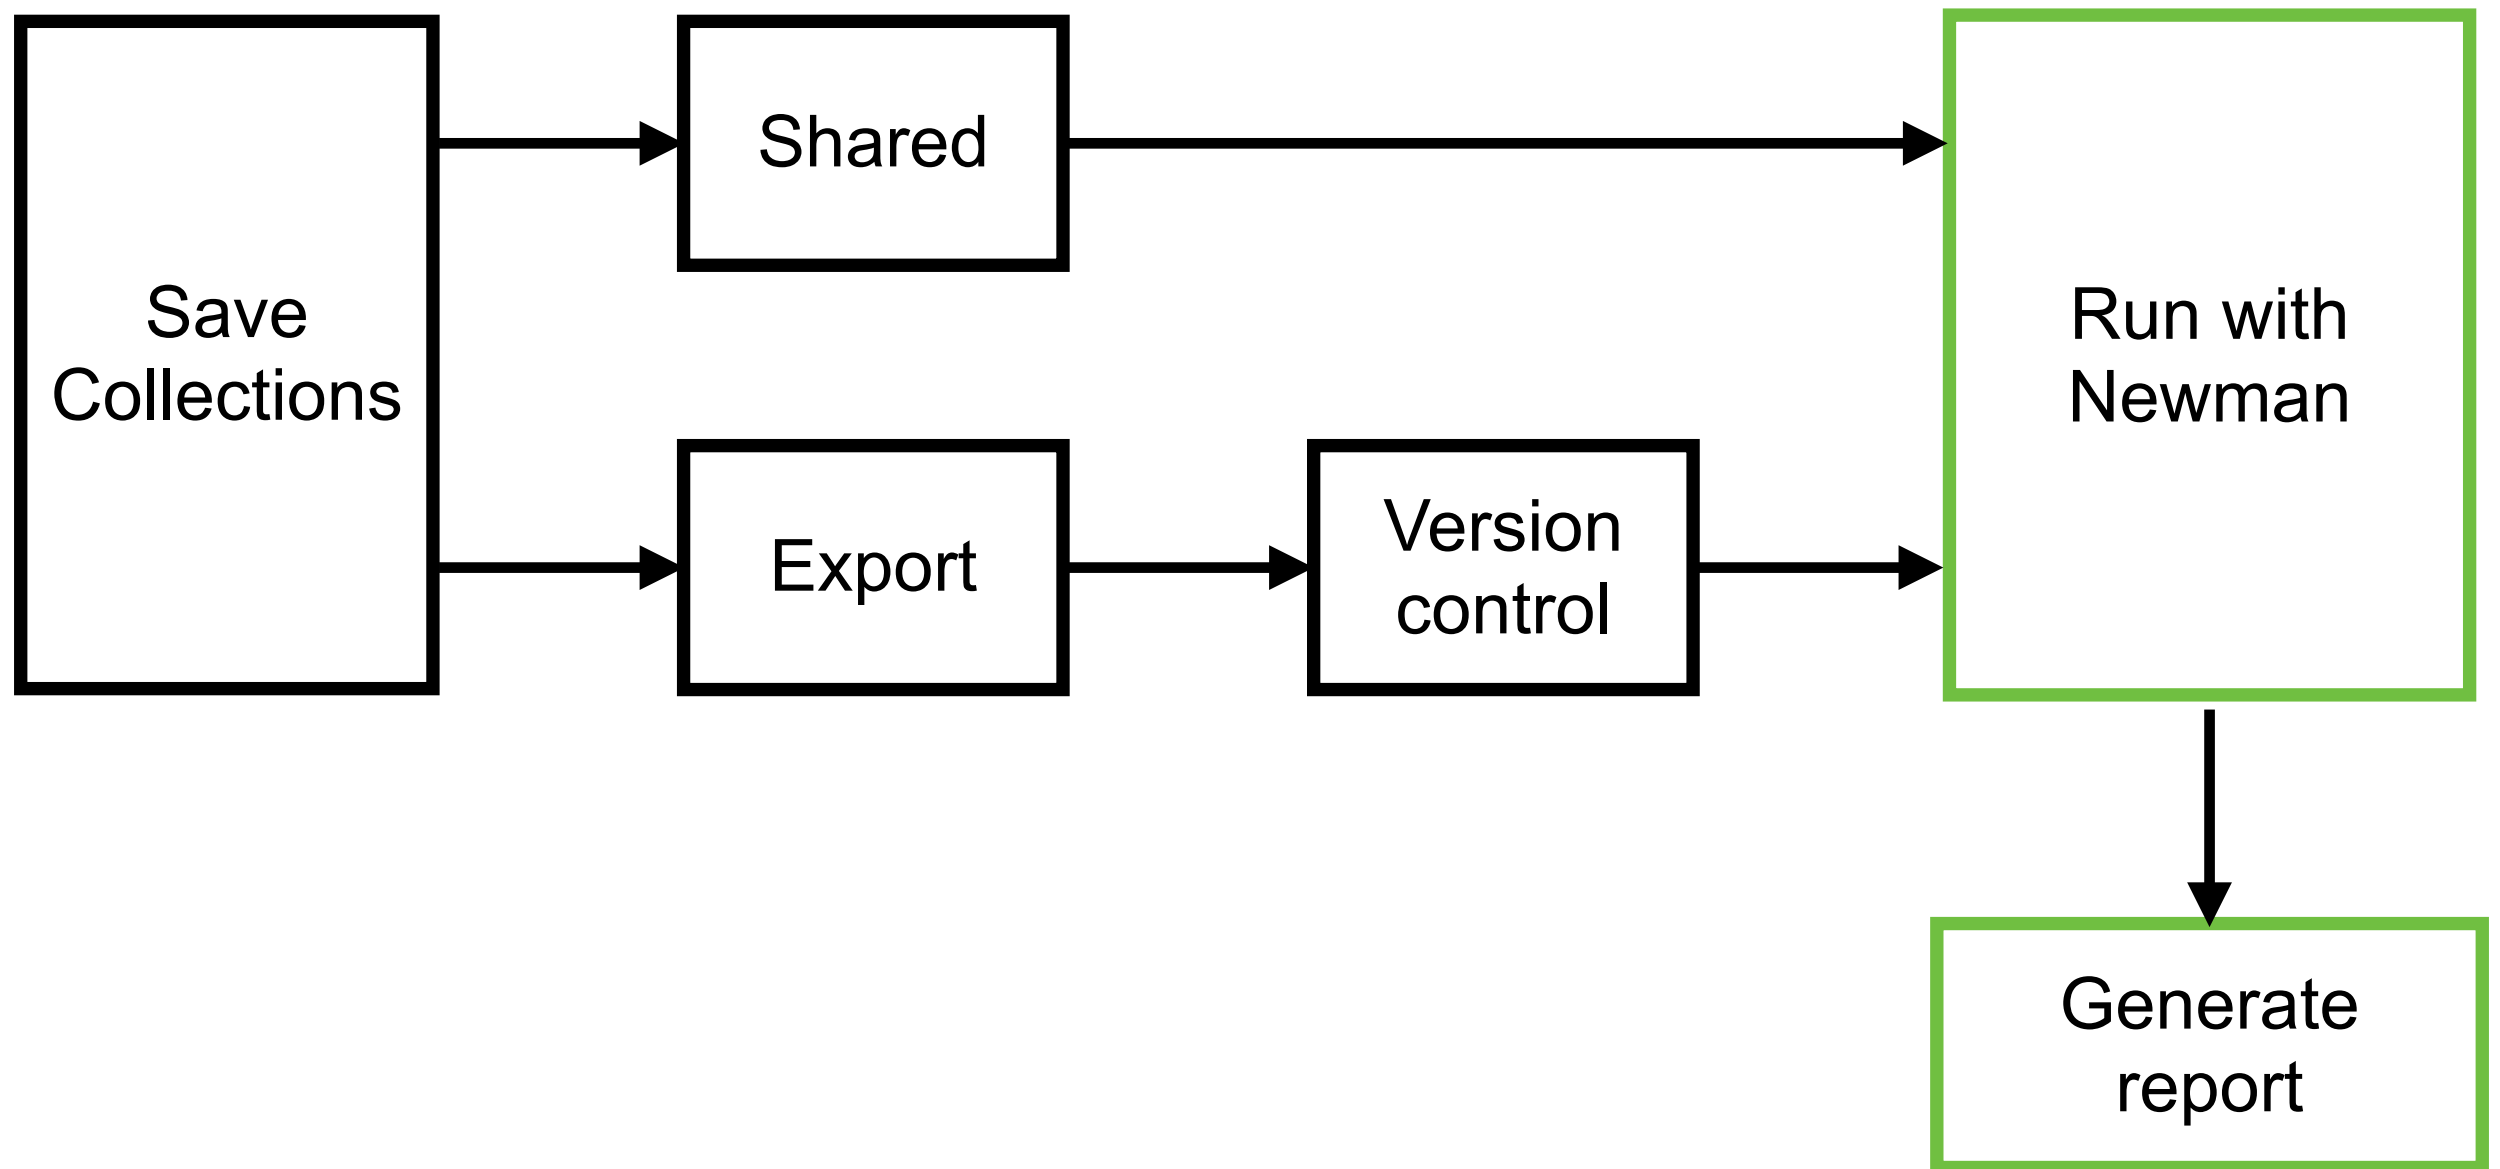 Save
Collections
Shared
Export
Version
control
Run with
Newman
Generate
report